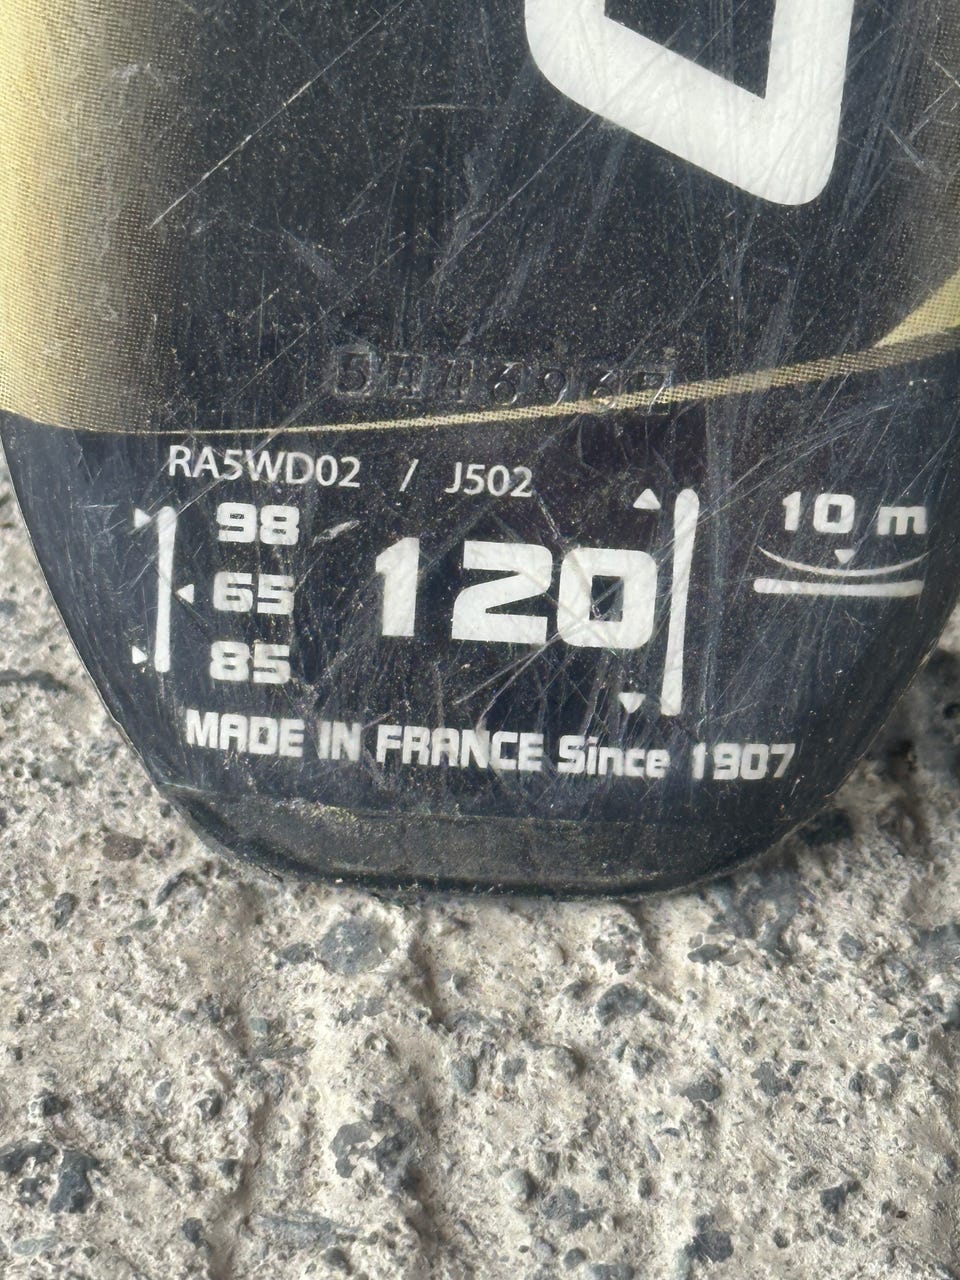 RA5WD02 / J502
98
65
85
120
10 m
MADE IN FRANCE Since 1907